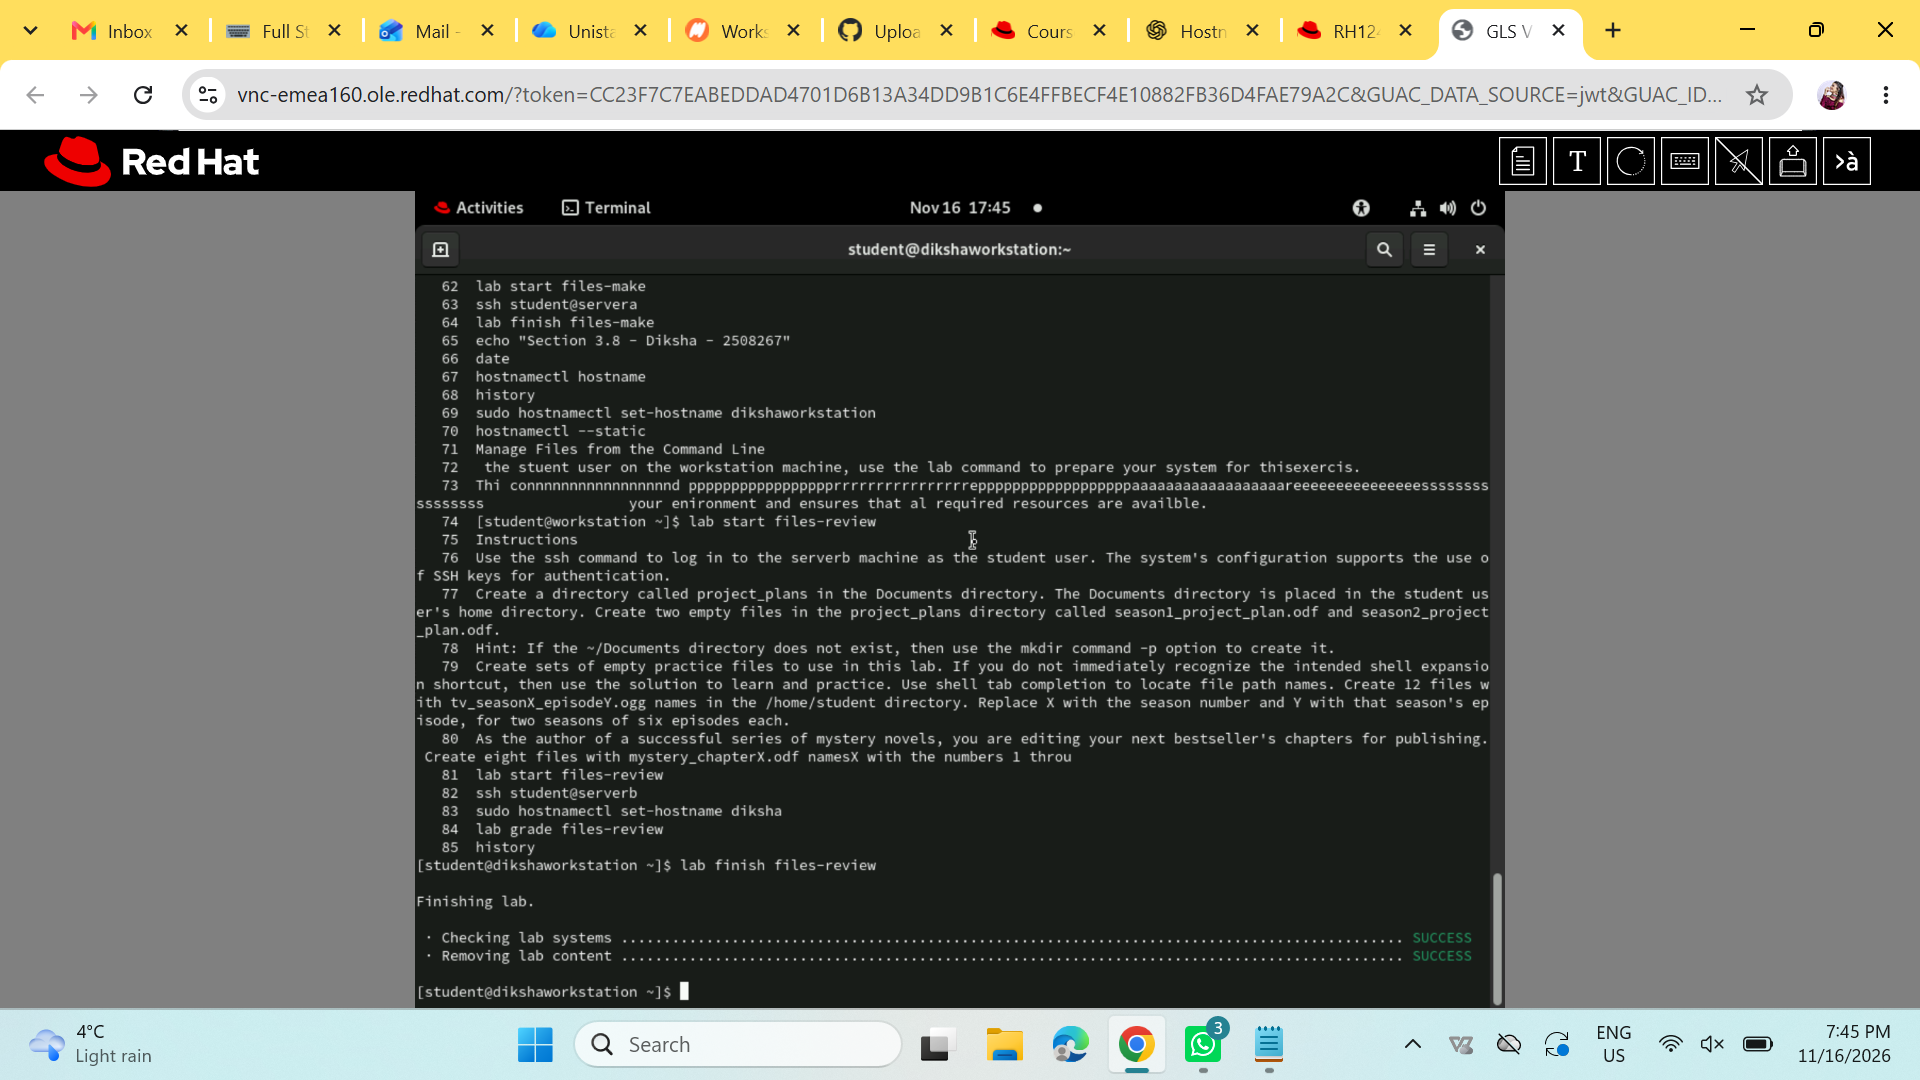 Inbox
Full St
Mail -
Unista
Works
Uploa
Cours
Hostn
RH124
GLS V
vnc-emea160.ole.redhat.com/?token=CC23F7C7EABEDDAD4701D6B13A34DD9B1C6E4FFBECF4E10882FB36D4FAE79A2C&GUAC_DATA_SOURCE=jwt&GUAC_ID...
Red Hat
T
>à
Activities Terminal Nov 16 17:45
student@dikshaworkstation:~
62 lab start files-make
63 ssh student@servera
64 lab finish files-make
65 echo "Section 3.8 - Diksha - 2508267"
66 date
67 hostnamectl hostname
68 history
69 sudo hostnamectl set-hostname dikshaworkstation
70 hostnamectl --static
71 Manage Files from the Command Line
72 the stuent user on the workstation machine, use the lab command to prepare your system for thisexercis.
73 Thi connnnnnnnnnnnnnnnnnd pppppppppppppppppprrrrrrrrrrrrrrrrreppppppppppppppppppaaaaaaaaaaaaaaaaaareeeeeeeeeeeeeeessssssss
ssssssss your enironment and ensures that al required resources are availble.
74 [student@workstation ~]$ lab start files-review
75 Instructions
76 Use the ssh command to log in to the serverb machine as the student user. The system's configuration supports the use o
f SSH keys for authentication.
77 Create a directory called project_plans in the Documents directory. The Documents directory is placed in the student us
er's home directory. Create two empty files in the project_plans directory called season1_project_plan.odf and season2_project
_plan.odf.
78 Hint: If the ~/Documents directory does not exist, then use the mkdir command -p option to create it.
79 Create sets of empty practice files to use in this lab. If you do not immediately recognize the intended shell expansio
n shortcut, then use the solution to learn and practice. Use shell tab completion to locate file path names. Create 12 files w
ith tv_seasonX_episodeY.ogg names in the /home/student directory. Replace X with the season number and Y with that season's ep
isode, for two seasons of six episodes each.
80 As the author of a successful series of mystery novels, you are editing your next bestseller's chapters for publishing.
Create eight files with mystery_chapterX.odf namesX with the numbers 1 throu
81 lab start files-review
82 ssh student@serverb
83 sudo hostnamectl set-hostname diksha
84 lab grade files-review
85 history
[student@dikshaworkstation ~]$ lab finish files-review
Finishing lab.
· Checking lab systems ............................................................................................ SUCCESS
· Removing lab content ............................................................................................ SUCCESS
[student@dikshaworkstation ~]$
4°C
Light rain
Search
3
ENG
US
7:45 PM
11/16/2026